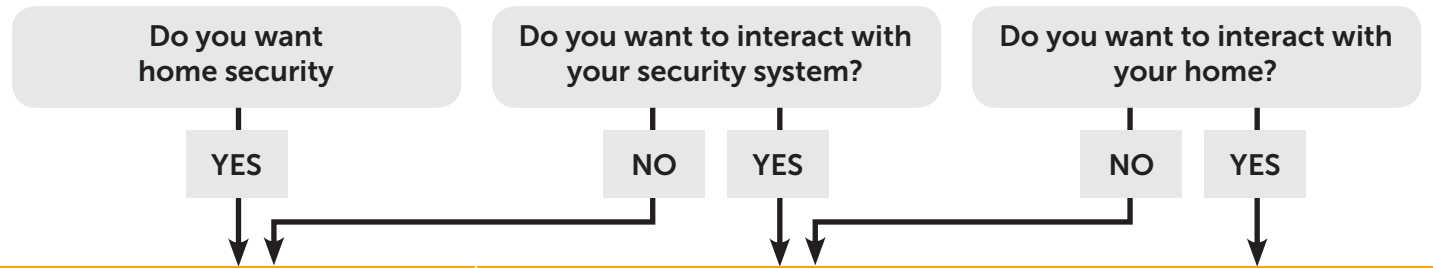 Do you want
home security
Do you want to interact with
your security system?
Do you want to interact with
your home?
YES
NO
YES
NO
YES